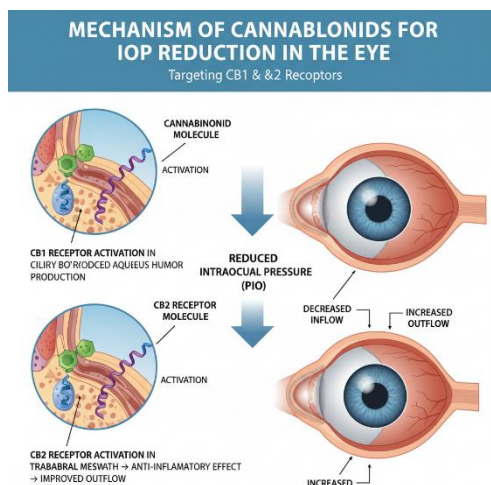 MECHANISM OF CANNABLONIDS FOR
IOP REDUCTION IN THE EYE
Targeting CB1 & &2 Receptors
CANNABINONID
MOLECULE
ACTIVATION
CB1 RECEPTOR ACTIVATION IN
CILIRY BO'R(ODCED AQUEUS HUMOR
PRODUCTION
REDUCED
INTRAOCUAL PRESSURE
(PIO)
DECREASED
INFLOW
INCREASED
OUTFLOW
CB2 RECEPTOR
MOLECULE
ACTIVATION
CB2 RECEPTOR ACTIVATION IN
TRABABRAL MESWATH → ANTI-INFLAMATORY EFFECT
→ IMPROVED OUTFLOW
INCREASED